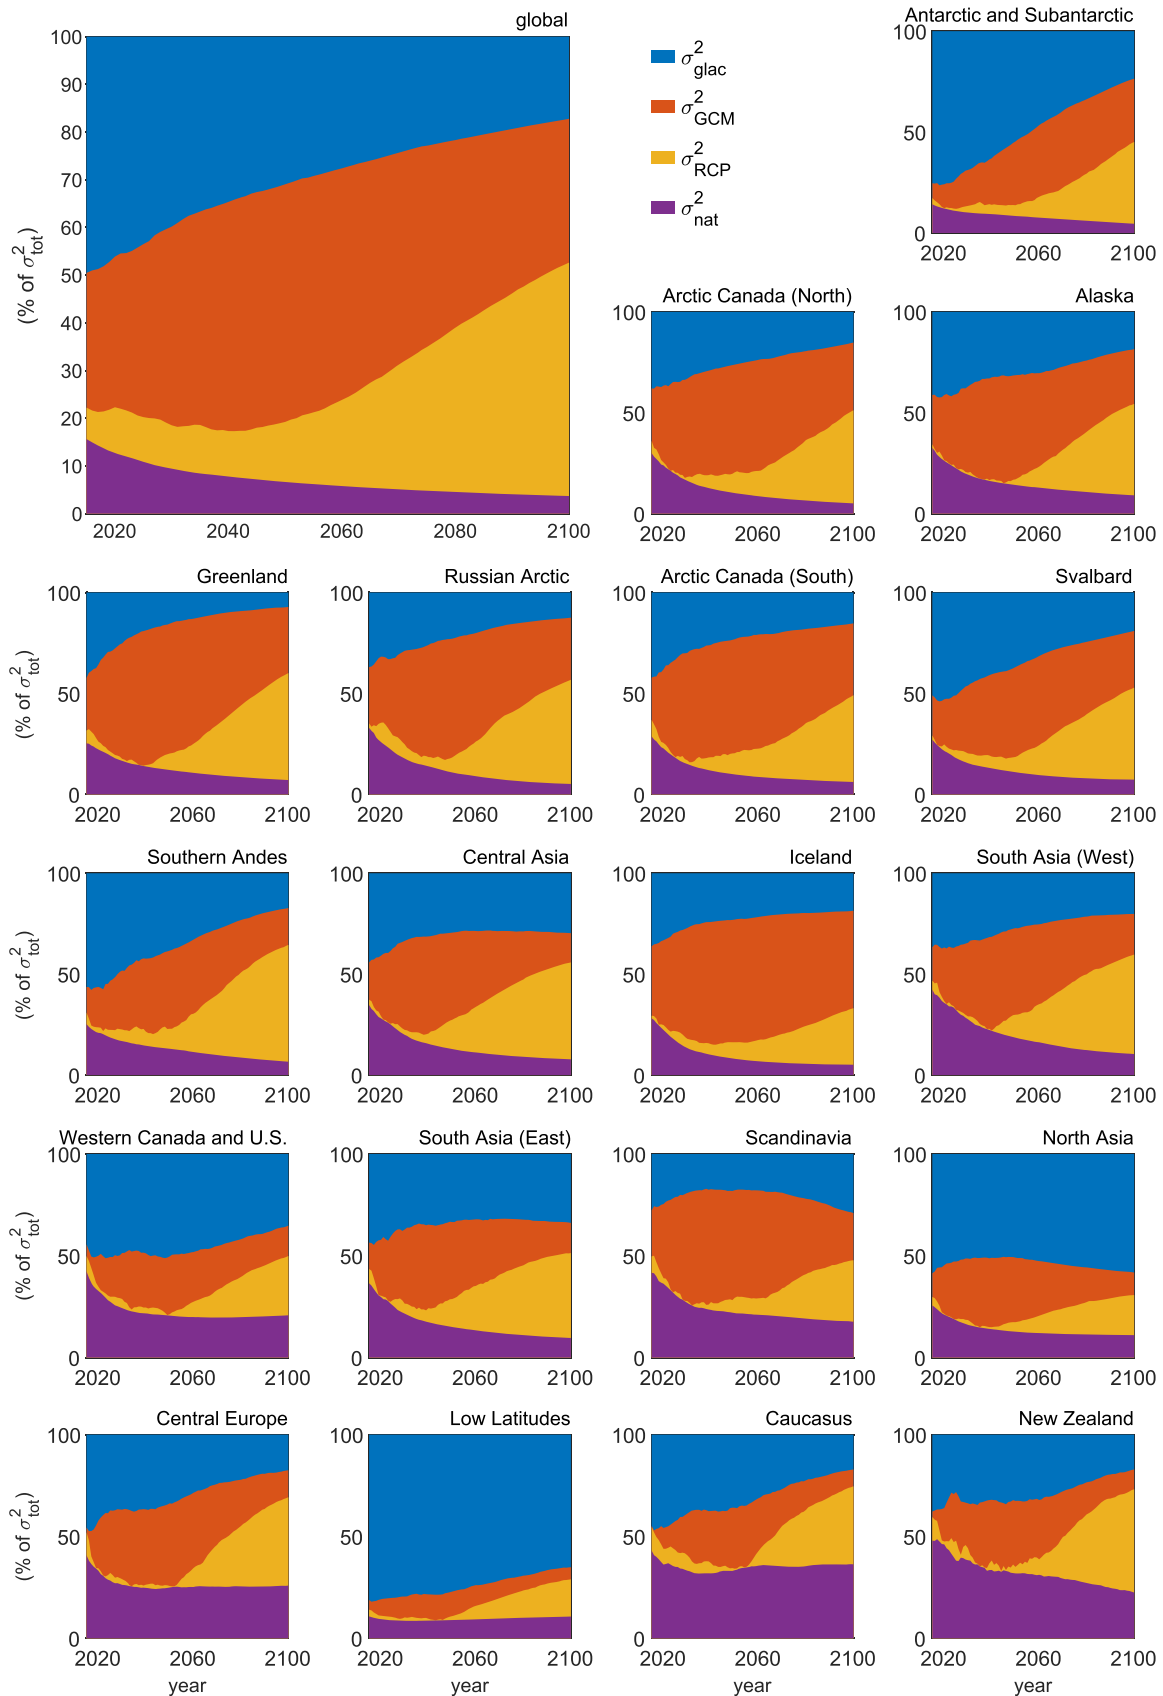 global
100
90
80
70
60
50
40
30
20
10
0
(% of σ²tot)
2020 2040 2060 2080 2100
σ²glac
σ²GCM
σ²RCP
σ²nat
Antarctic and Subantarctic
100
50
0
2020 2060 2100
Arctic Canada (North)
100
50
0
2020 2060 2100
Alaska
100
50
0
2020 2060 2100
Greenland
100
50
0
(% of σ²tot)
2020 2060 2100
Russian Arctic
100
50
0
2020 2060 2100
Arctic Canada (South)
100
50
0
2020 2060 2100
Svalbard
100
50
0
2020 2060 2100
Southern Andes
100
50
0
(% of σ²tot)
2020 2060 2100
Central Asia
100
50
0
2020 2060 2100
Iceland
100
50
0
2020 2060 2100
South Asia (West)
100
50
0
2020 2060 2100
Western Canada and U.S.
100
50
0
(% of σ²tot)
2020 2060 2100
South Asia (East)
100
50
0
2020 2060 2100
Scandinavia
100
50
0
2020 2060 2100
North Asia
100
50
0
2020 2060 2100
Central Europe
100
50
0
(% of σ²tot)
2020 2060 2100
year
Low Latitudes
100
50
0
2020 2060 2100
year
Caucasus
100
50
0
2020 2060 2100
year
New Zealand
100
50
0
2020 2060 2100
year